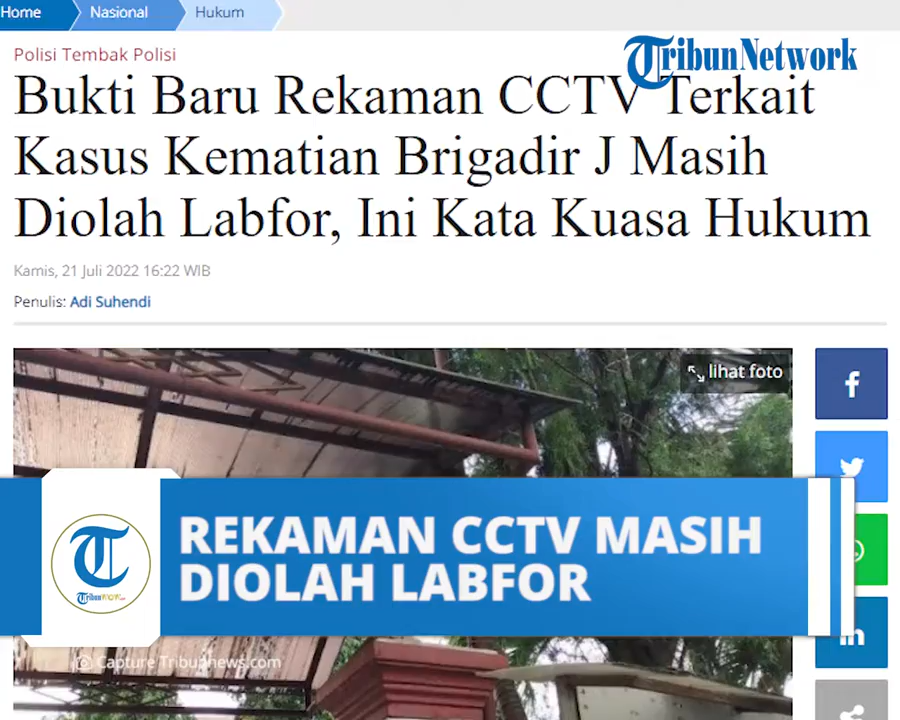 Home Nasional Hukum
Polisi Tembak Polisi
TribunNetwork
Bukti Baru Rekaman CCTV Terkait
Kasus Kematian Brigadir J Masih
Diolah Labfor, Ini Kata Kuasa Hukum
Kamis, 21 Juli 2022 16:22 WIB
Penulis: Adi Suhendi
lihat foto
REKAMAN CCTV MASIH
DIOLAH LABFOR
Capture Tribunnews.com